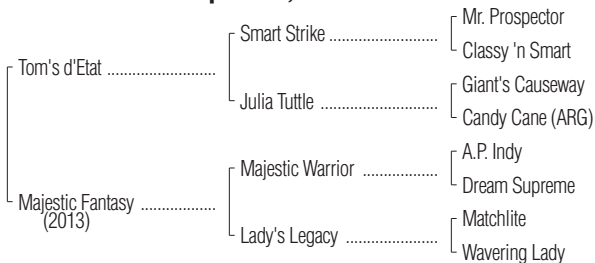 Mr. Prospector
Smart Strike ......................
Classy 'n Smart
Tom's d'Etat .........................
Giant's Causeway
Julia Tuttle ...........................
Candy Cane (ARG)
A.P. Indy
Majestic Warrior .................
Dream Supreme
Majestic Fantasy .................
(2013)
Matchlite
Lady's Legacy .....................
Wavering Lady